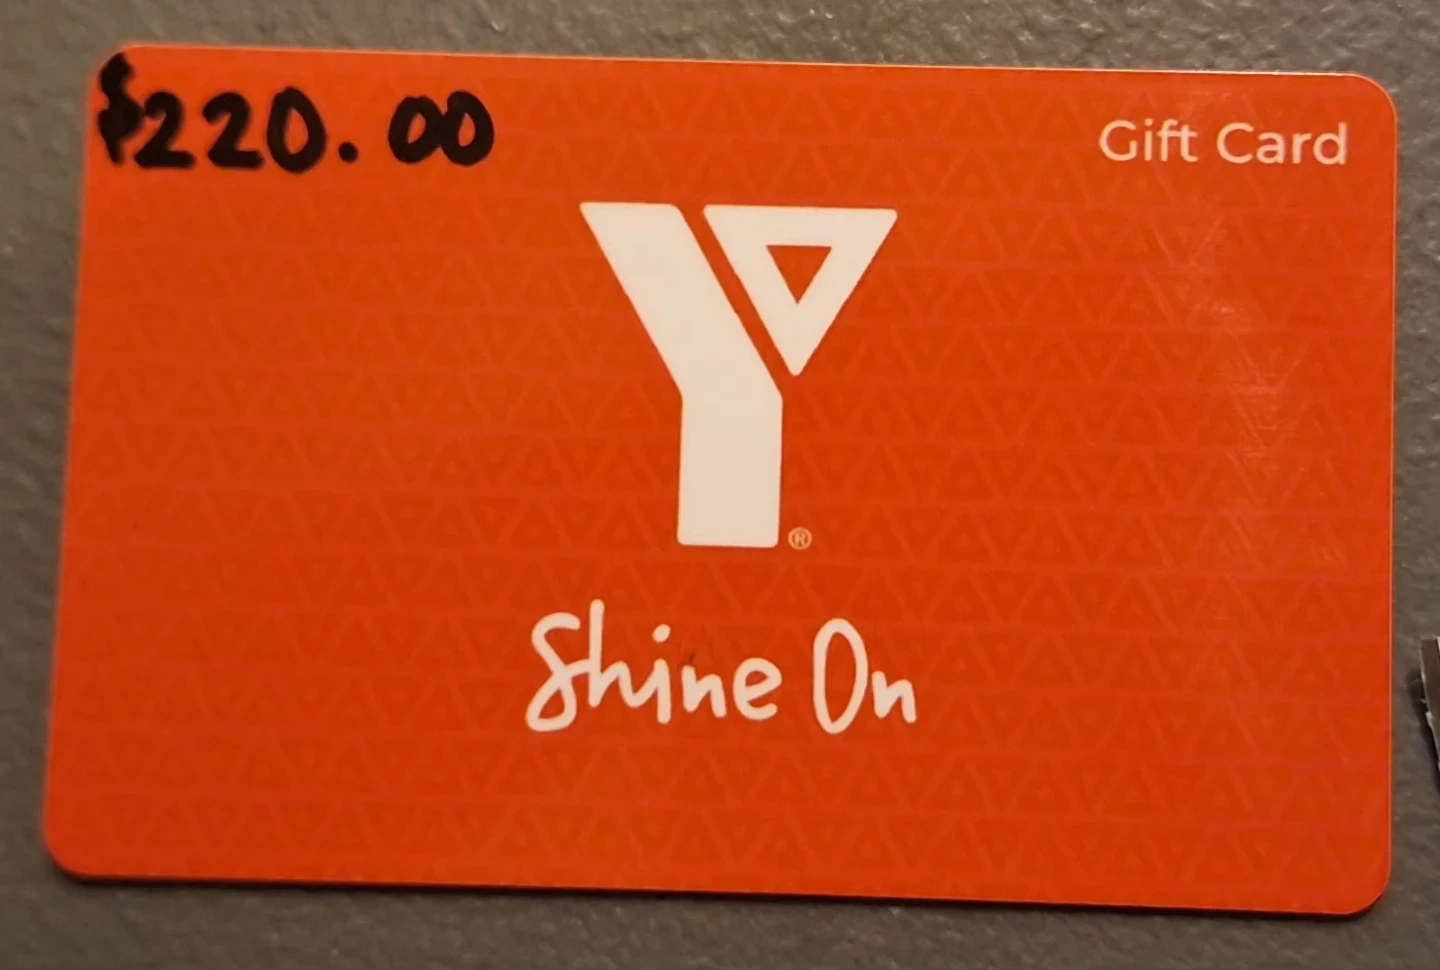 $220.00
Gift Card
Y®
Shine On